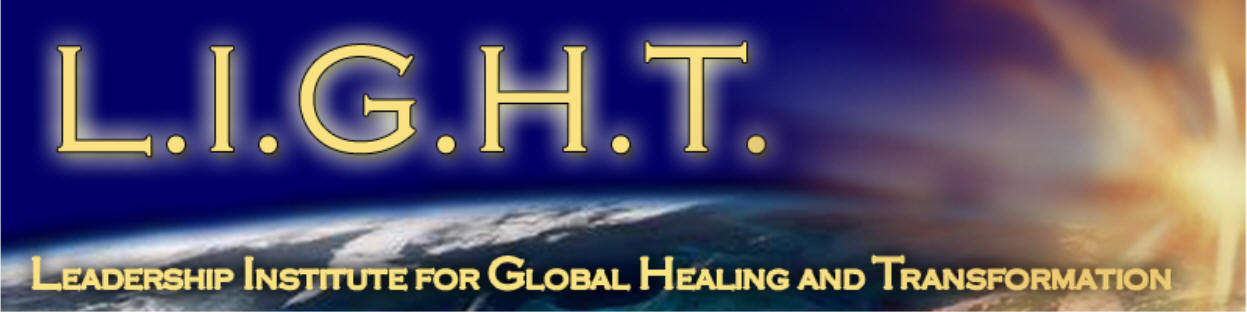 L.I.G.H.T.
Leadership Institute for Global Healing and Transformation